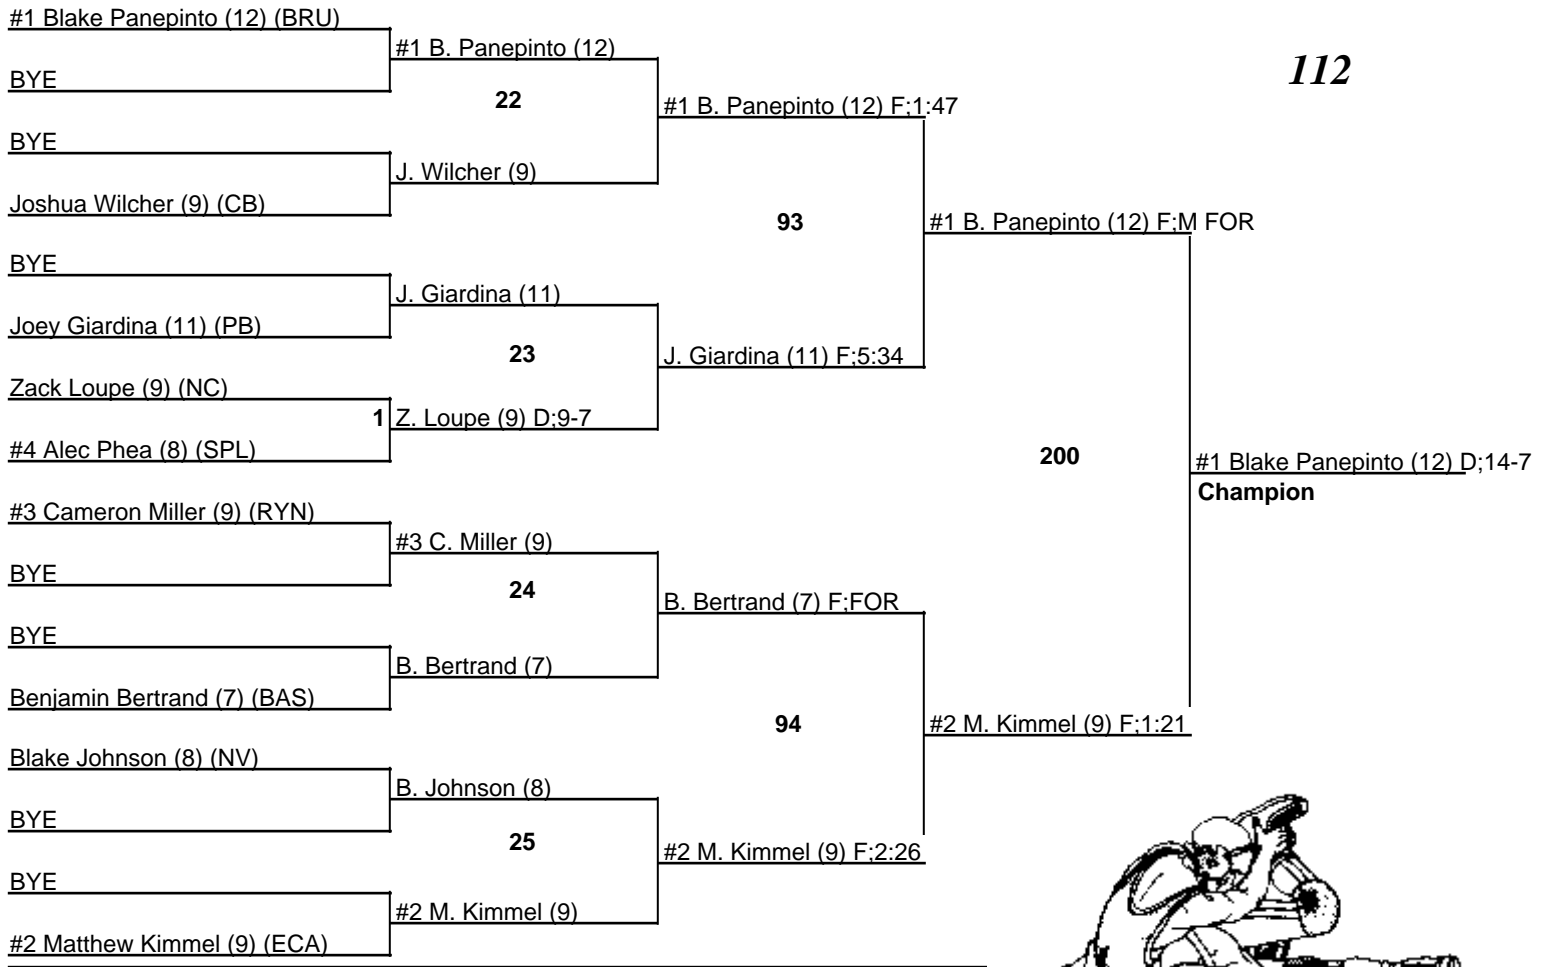 #1 Blake Panepinto (12) (BRU)
#1 B. Panepinto (12)
112
BYE
22
#1 B. Panepinto (12) F;1:47
BYE
J. Wilcher (9)
Joshua Wilcher (9) (CB)
93
#1 B. Panepinto (12) F;M FOR
BYE
J. Giardina (11)
Joey Giardina (11) (PB)
23
J. Giardina (11) F;5:34
Zack Loupe (9) (NC)
1 Z. Loupe (9) D;9-7
#4 Alec Phea (8) (SPL)
200
#1 Blake Panepinto (12) D;14-7
Champion
#3 Cameron Miller (9) (RYN)
#3 C. Miller (9)
BYE
24
B. Bertrand (7) F;FOR
BYE
B. Bertrand (7)
Benjamin Bertrand (7) (BAS)
94
#2 M. Kimmel (9) F;1:21
Blake Johnson (8) (NV)
B. Johnson (8)
BYE
25
#2 M. Kimmel (9) F;2:26
BYE
#2 M. Kimmel (9)
#2 Matthew Kimmel (9) (ECA)